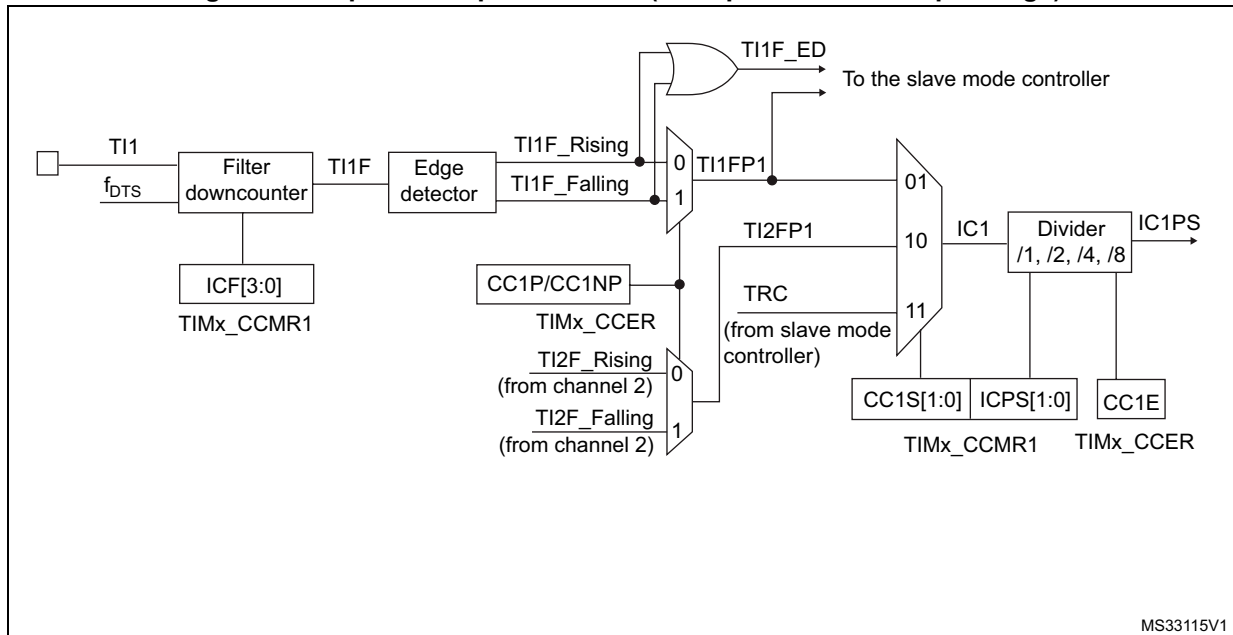 TI1F_ED
To the slave mode controller
TI1
f_DTS
Filter
downcounter
TI1F
Edge
detector
TI1F_Rising
TI1F_Falling
0
1
TI1FP1
01
10
11
IC1
Divider
/1, /2, /4, /8
IC1PS
TI2FP1
TRC
(from slave mode
controller)
ICF[3:0]
TIMx_CCMR1
CC1P/CC1NP
TIMx_CCER
TI2F_Rising
(from channel 2)
TI2F_Falling
(from channel 2)
0
1
CC1S[1:0]
ICPS[1:0]
CC1E
TIMx_CCMR1
TIMx_CCER
MS33115V1